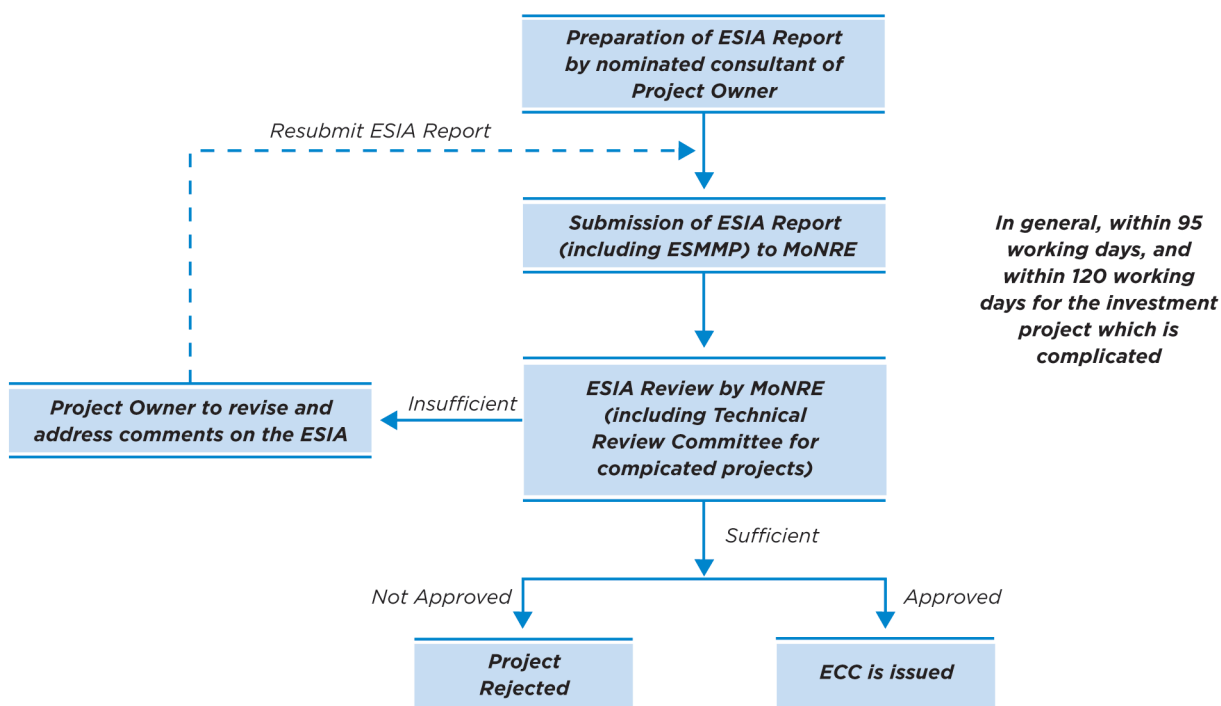 Preparation of ESIA Report
by nominated consultant of
Project Owner
Resubmit ESIA Report
Submission of ESIA Report
(including ESMMP) to MoNRE
In general, within 95
working days, and
within 120 working
days for the investment
project which is
complicated
Project Owner to revise and
address comments on the ESIA
Insufficient
ESIA Review by MoNRE
(including Technical
Review Committee for
compicated projects)
Sufficient
Not Approved
Approved
Project
Rejected
ECC is issued